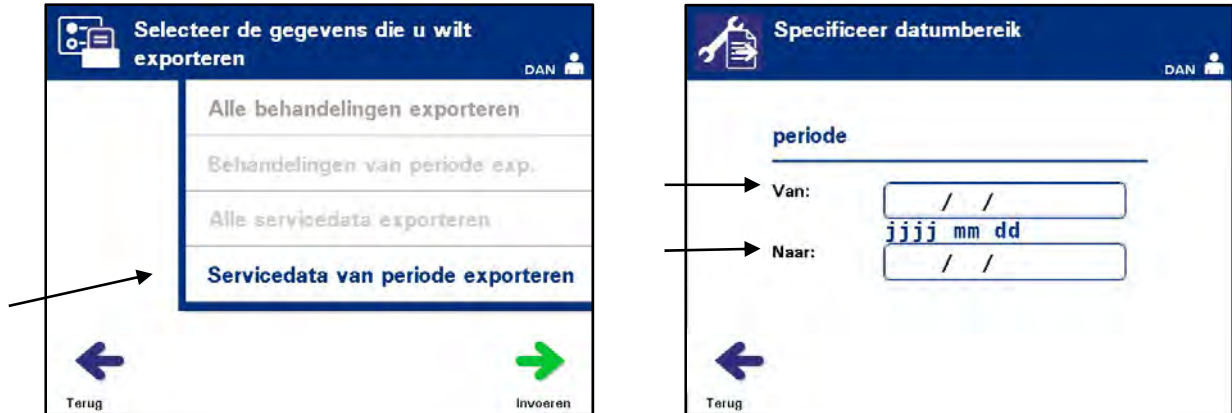 Selecteer de gegevens die u wilt
exporteren
DAN
Alle behandelingen exporteren
Behandelingen van periode exp.
Alle servicedata exporteren
Servicedata van periode exporteren
Terug
Invoeren
Specificeer datumbereik
DAN
periode
Van:
/ /
jjjj mm dd
Naar:
/ /
Terug